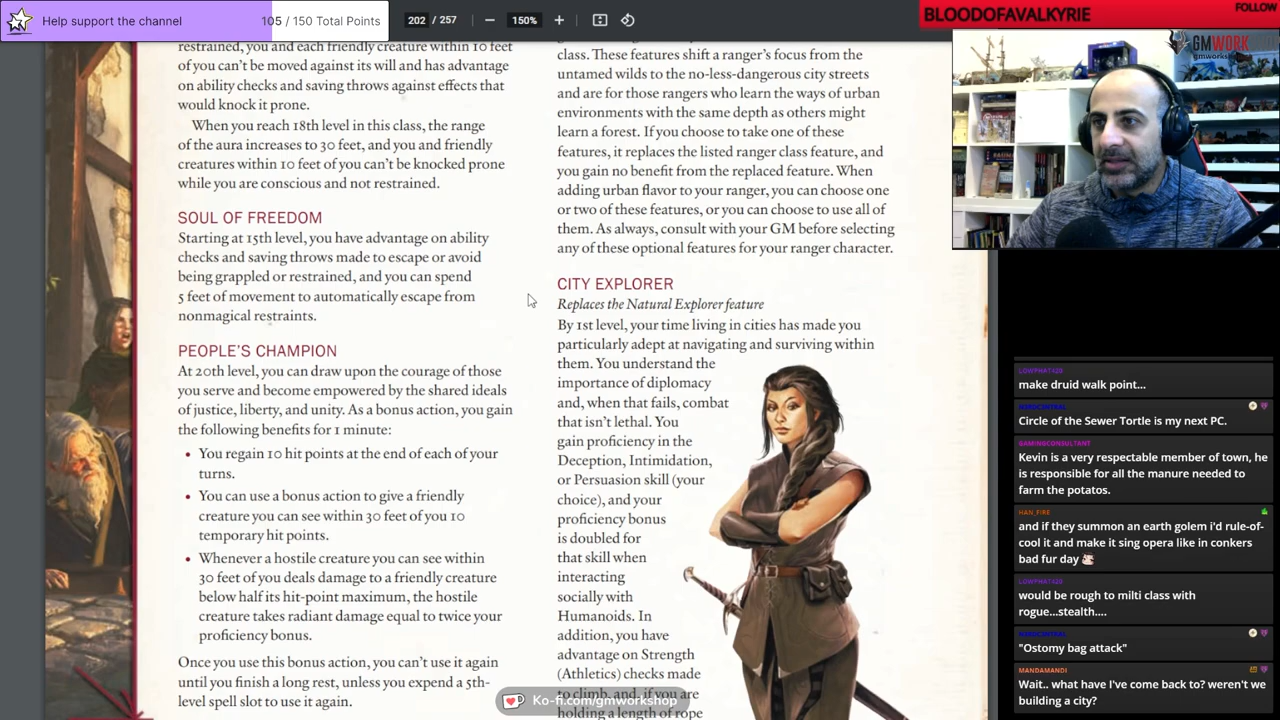 Help support the channel
105 / 150 Total Points
202 / 257
150%
BLOODOFAVALKYRIE
FOLLOW
restrained, you and each friendly creature within 10 feet
of you can't be moved against its will and has advantage
on ability checks and saving throws against effects that
would knock it prone.
When you reach 18th level in this class, the range
of the aura increases to 30 feet, and you and friendly
creatures within 10 feet of you can't be knocked prone
while you are conscious and not restrained.
SOUL OF FREEDOM
Starting at 15th level, you have advantage on ability
checks and saving throws made to escape or avoid
being grappled or restrained, and you can spend
5 feet of movement to automatically escape from
nonmagical restraints.
PEOPLE'S CHAMPION
At 20th level, you can draw upon the courage of those
you serve and become empowered by the shared ideals
of justice, liberty, and unity. As a bonus action, you gain
the following benefits for 1 minute:
• You regain 10 hit points at the end of each of your
turns.
• You can use a bonus action to give a friendly
creature you can see within 30 feet of you 10
temporary hit points.
• Whenever a hostile creature you can see within
30 feet of you deals damage to a friendly creature
below half its hit-point maximum, the hostile
creature takes radiant damage equal to twice your
proficiency bonus.
Once you use this bonus action, you can't use it again
until you finish a long rest, unless you expend a 5th-
level spell slot to use it again.
class. These features shift a ranger's focus from the
untamed wilds to the no-less-dangerous city streets
and are for those rangers who learn the ways of urban
environments with the same depth as others might
learn a forest. If you choose to take one of these
features, it replaces the listed ranger class feature, and
you gain no benefit from the replaced feature. When
adding urban flavor to your ranger, you can choose one
or two of these features, or you can choose to use all of
them. As always, consult with your GM before selecting
any of these optional features for your ranger character.
CITY EXPLORER
Replaces the Natural Explorer feature
By 1st level, your time living in cities has made you
particularly adept at navigating and surviving within
them. You understand the
importance of diplomacy
and, when that fails, combat
that isn't lethal. You
gain proficiency in the
Deception, Intimidation,
or Persuasion skill (your
choice), and your
proficiency bonus
is doubled for
that skill when
interacting
socially with
Humanoids. In
addition, you have
advantage on Strength
(Athletics) checks made
to climb, and, if you are
holding a length of rope
Ko-fi.com/gmworkshop
GMWORK
gmworksh
LOWPHAT420
make druid walk point...
Circle of the Sewer Tortle is my next PC.
GAMINGCONSULTANT
Kevin is a very respectable member of town, he
is responsible for all the manure needed to
farm the potatos.
HAN_FIRE
and if they summon an earth golem i'd rule-of-
cool it and make it sing opera like in conkers
bad fur day
LOWPHAT420
would be rough to milti class with
rogue...stealth....
"Ostomy bag attack"
MANDAMANDI
Wait.. what have I've come back to? weren't we
building a city?